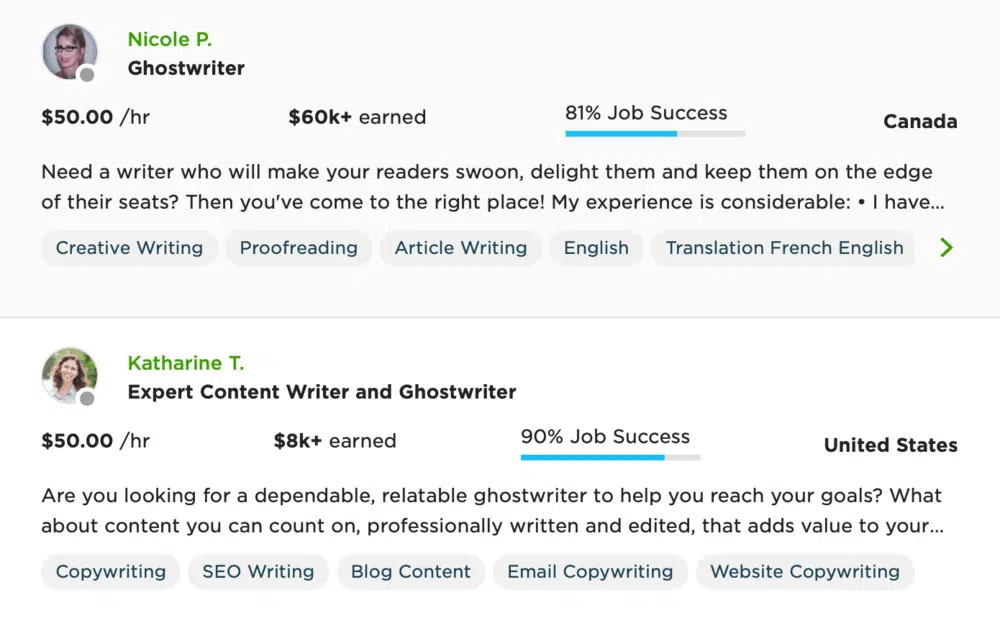 Nicole P.
Ghostwriter
$50.00 /hr
$60k+ earned
81% Job Success
Canada
Need a writer who will make your readers swoon, delight them and keep them on the edge
of their seats? Then you've come to the right place! My experience is considerable: • I have...
Creative Writing
Proofreading
Article Writing
English
Translation French English
Katharine T.
Expert Content Writer and Ghostwriter
$50.00 /hr
$8k+ earned
90% Job Success
United States
Are you looking for a dependable, relatable ghostwriter to help you reach your goals? What
about content you can count on, professionally written and edited, that adds value to your...
Copywriting
SEO Writing
Blog Content
Email Copywriting
Website Copywriting